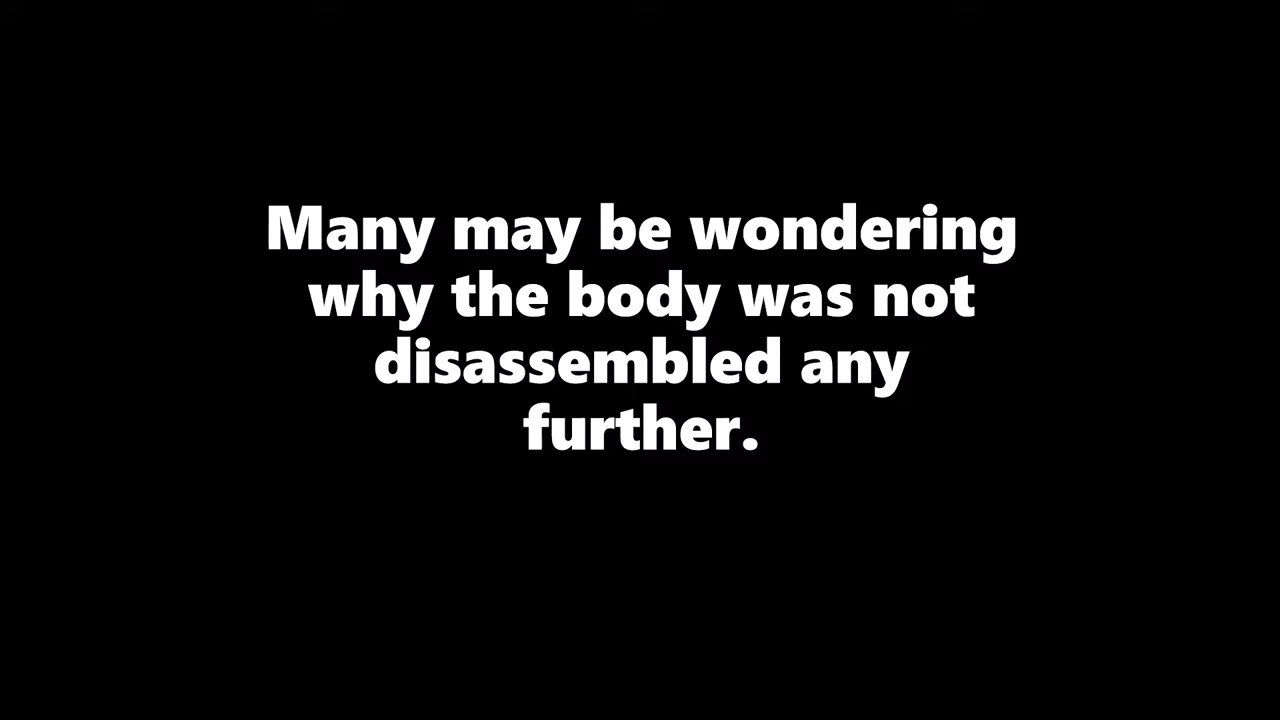 Many may be wondering
why the body was not
disassembled any
further.